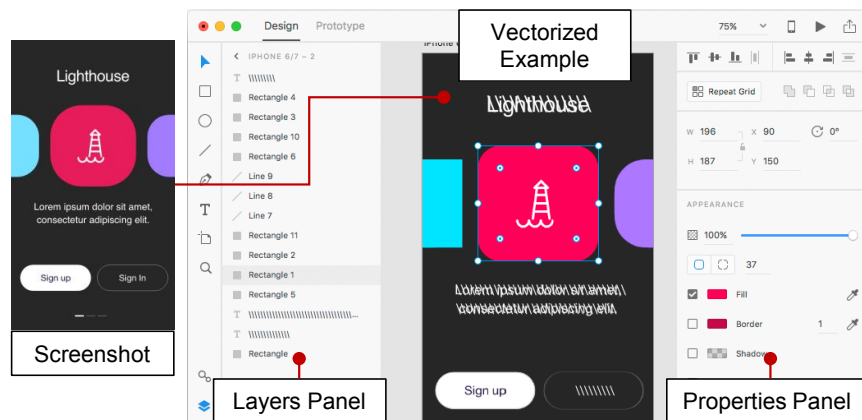 Design Prototype
75%
Vectorized
Example
IPHONE 6/7 – 2
T \\\\\\\\\
Rectangle 4
Rectangle 3
Rectangle 10
Rectangle 6
Line 9
Line 8
Line 7
Rectangle 11
Rectangle 2
Rectangle 1
Rectangle 5
T \\\\\\\\\\\\\\\\\\\\\\\\\\\\\\\\\\\...
T \\\\\\\\\\\\\
Rectangle
Layers Panel
Lighthouse
Lorem ipsum dolor sit amet,
consectetur adipiscing elit.
Sign up
Sign In
Screenshot
iPhone
Lighthouse
Lorem ipsum dolor sit amet,
consectetur adipiscing elit.
Sign up
\\\\\\\\\
Repeat Grid
W 196 X 90 0°
H 187 Y 150
APPEARANCE
100%
37
Fill
Border 1
Shadow
Properties Panel